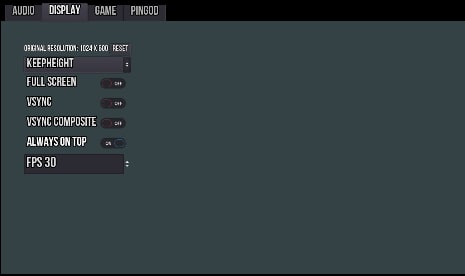 AUDIO DISPLAY GAME PINGOD
ORIGINAL RESOLUTION: 1024 X 600 RESET
KEEPHEIGHT
FULL SCREEN OFF
VSYNC OFF
VSYNC COMPOSITE OFF
ALWAYS ON TOP ON
FPS 30